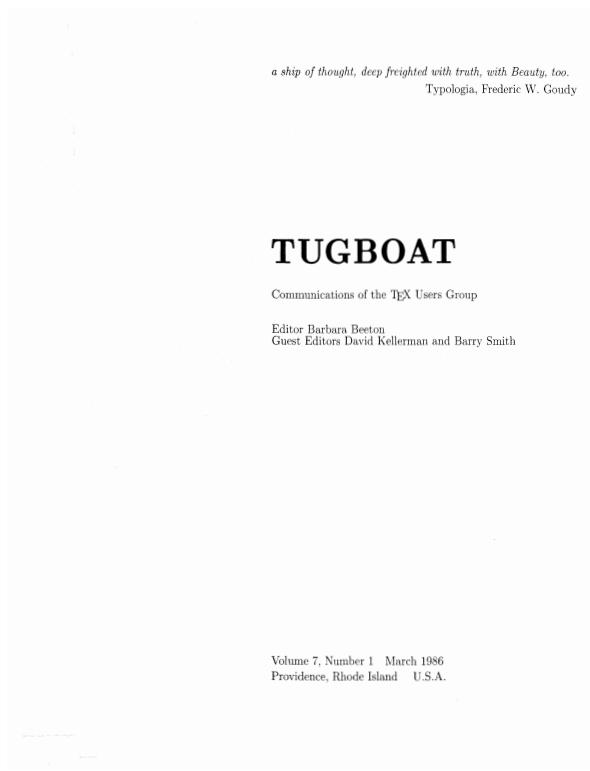 a ship of thought, deep freighted with truth, with Beauty, too.
Typologia, Frederic W. Goudy
TUGBOAT
Communications of the TEX Users Group
Editor Barbara Beeton
Guest Editors David Kellerman and Barry Smith
Volume 7, Number 1 March 1986
Providence, Rhode Island U.S.A.